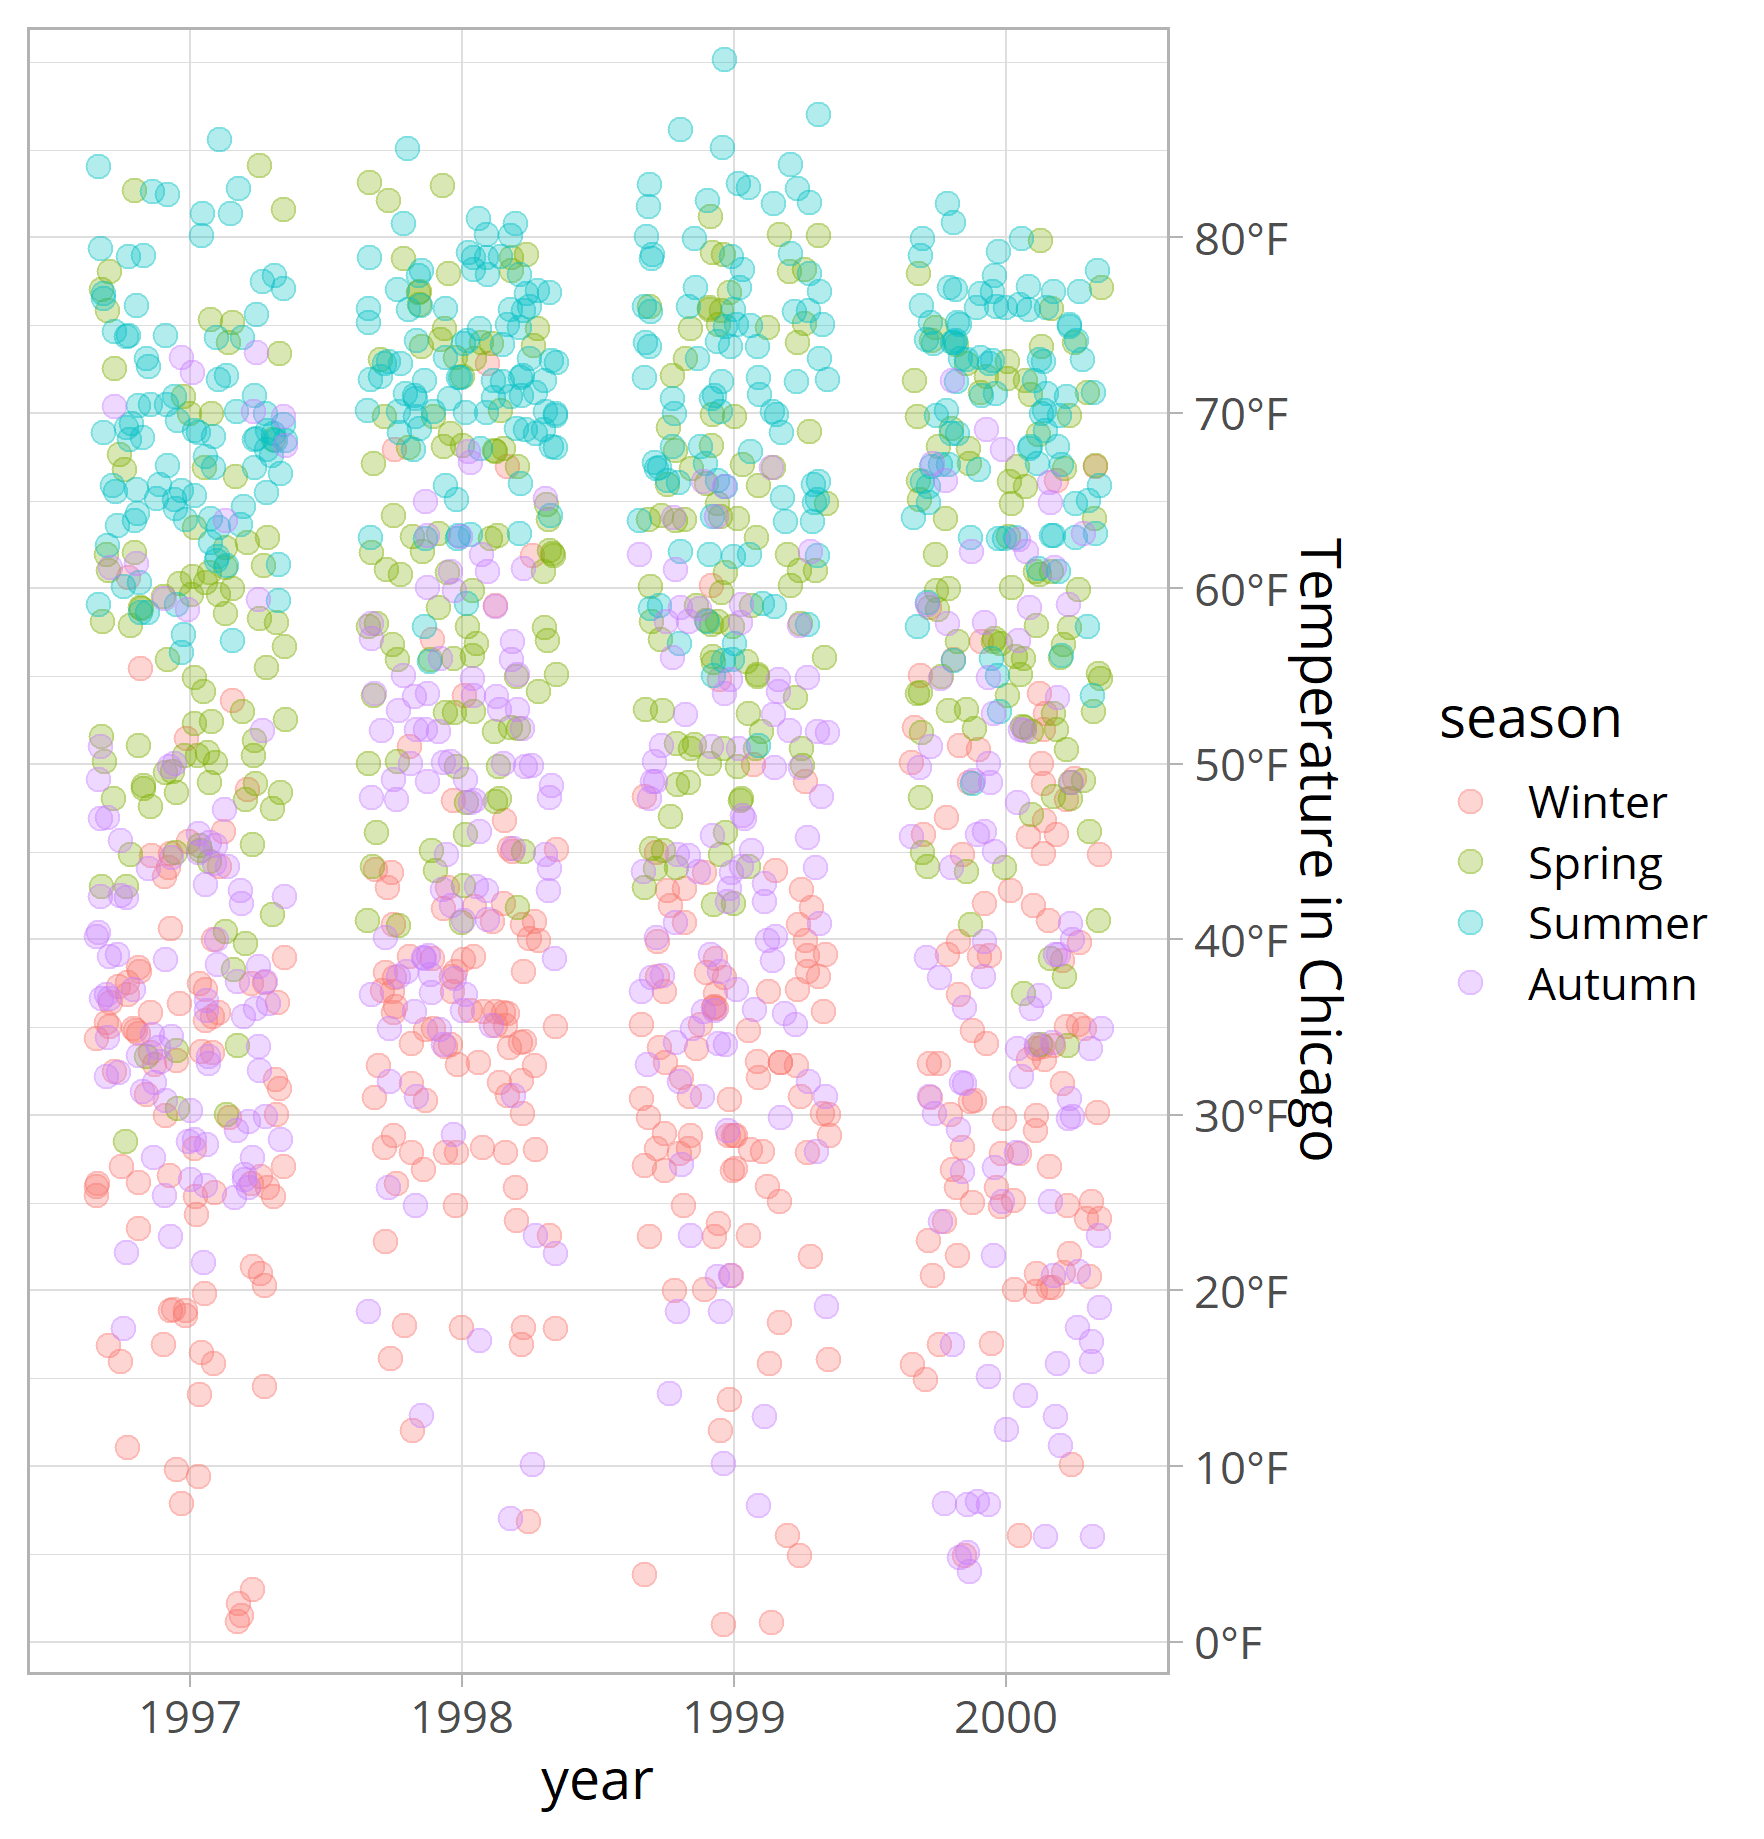 80°F
70°F
60°F
50°F
40°F
30°F
20°F
10°F
0°F
Temperature in Chicago
1997 1998 1999 2000
year
season
Winter
Spring
Summer
Autumn